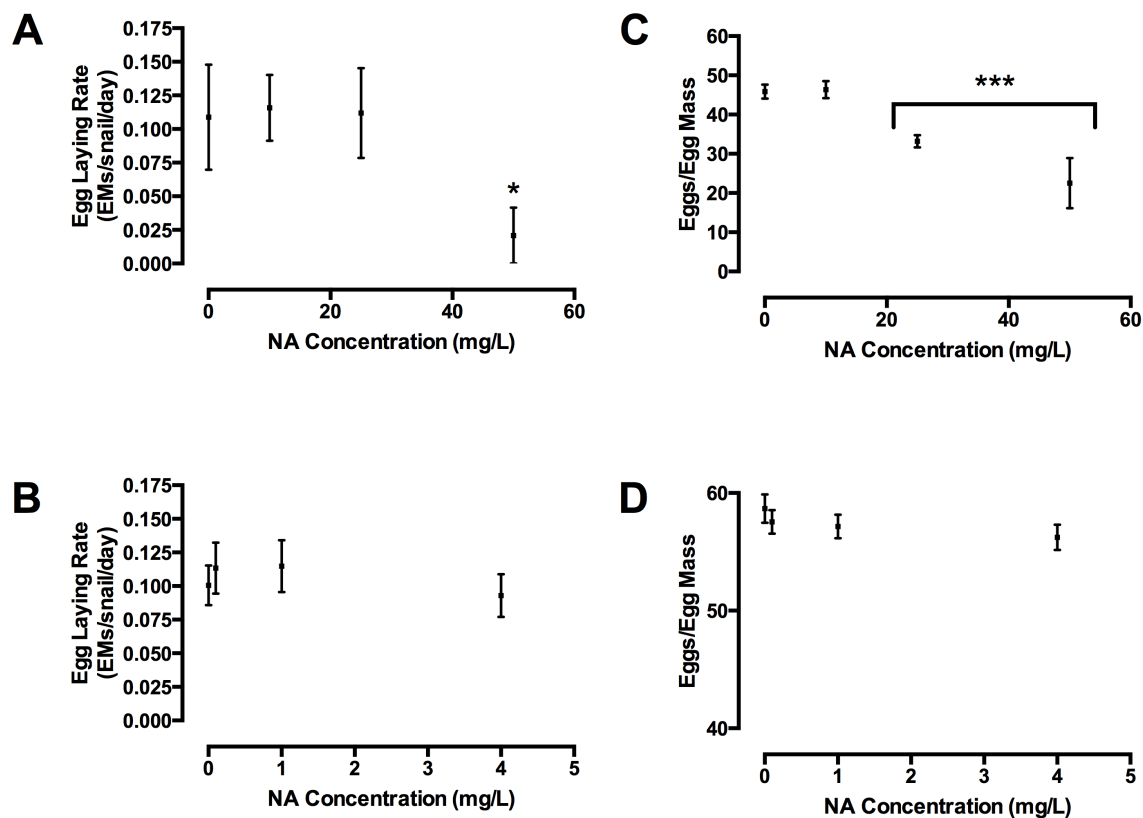 A
Egg Laying Rate
(EMs/snail/day)
0.175
0.150
0.125
0.100
0.075
0.050
0.025
0.000
*
0 20 40 60
NA Concentration (mg/L)
C
Eggs/Egg Mass
60
50
40
30
20
10
0
***
0 20 40 60
NA Concentration (mg/L)
B
Egg Laying Rate
(EMs/snail/day)
0.175
0.150
0.125
0.100
0.075
0.050
0.025
0.000
0 1 2 3 4 5
NA Concentration (mg/L)
D
Eggs/Egg Mass
60
50
40
0 1 2 3 4 5
NA Concentration (mg/L)